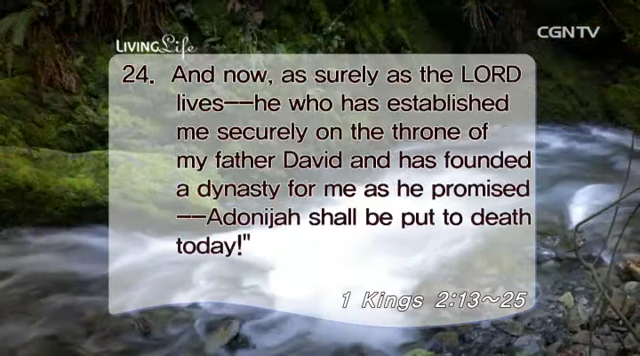 CGNTV
LIVING Life
24. And now, as surely as the LORD
lives--he who has established
me securely on the throne of
my father David and has founded
a dynasty for me as he promised
--Adonijah shall be put to death
today!"
1 Kings 2:13~25